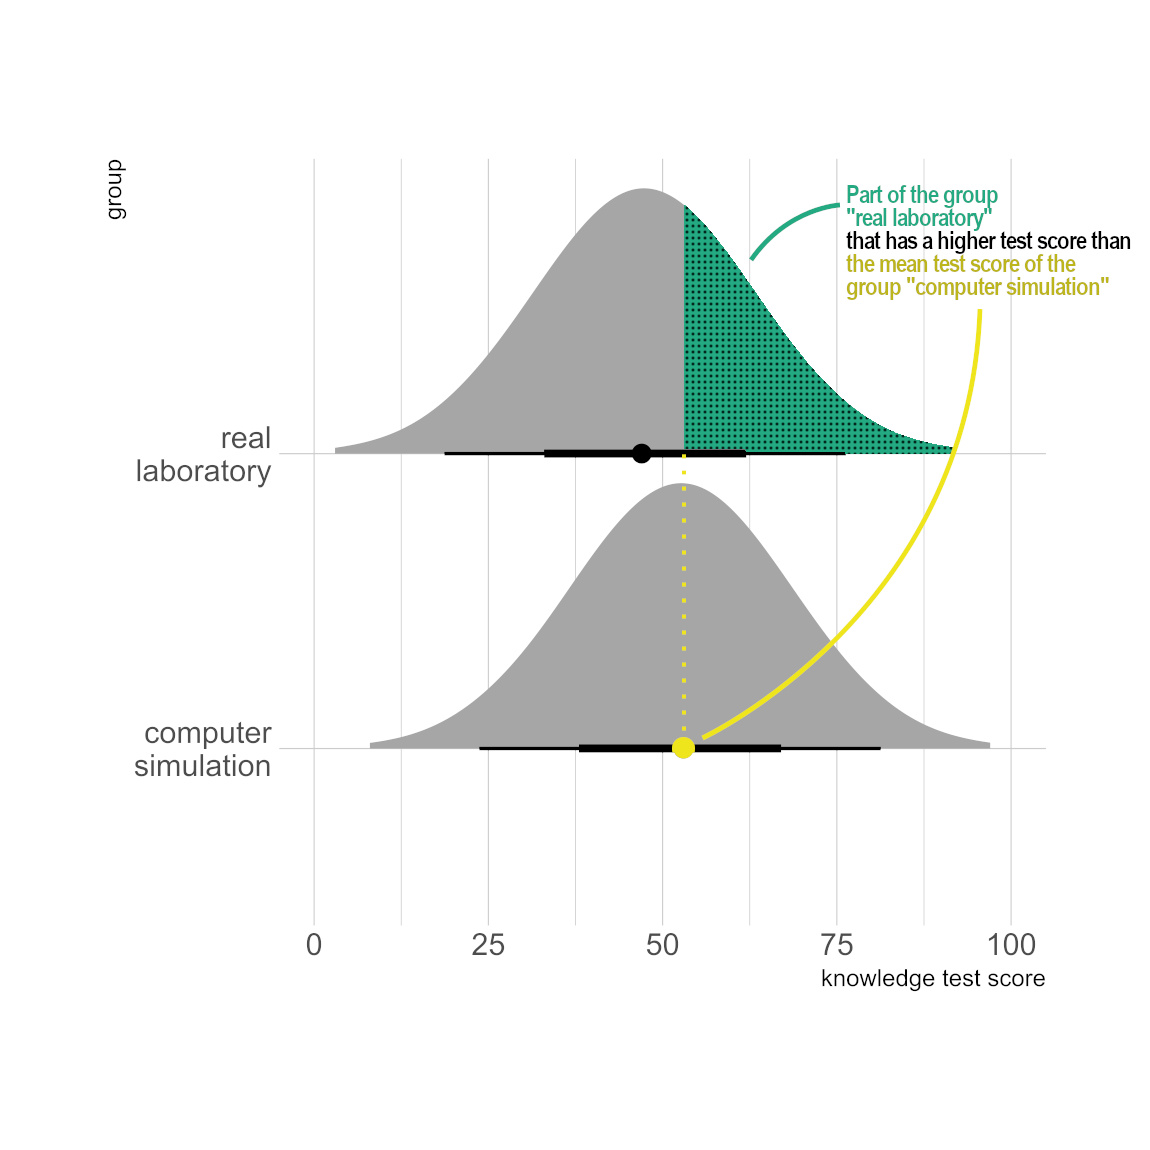 group
Part of the group
"real laboratory"
that has a higher test score than
the mean test score of the
group "computer simulation"
real
laboratory
computer
simulation
0 25 50 75 100
knowledge test score